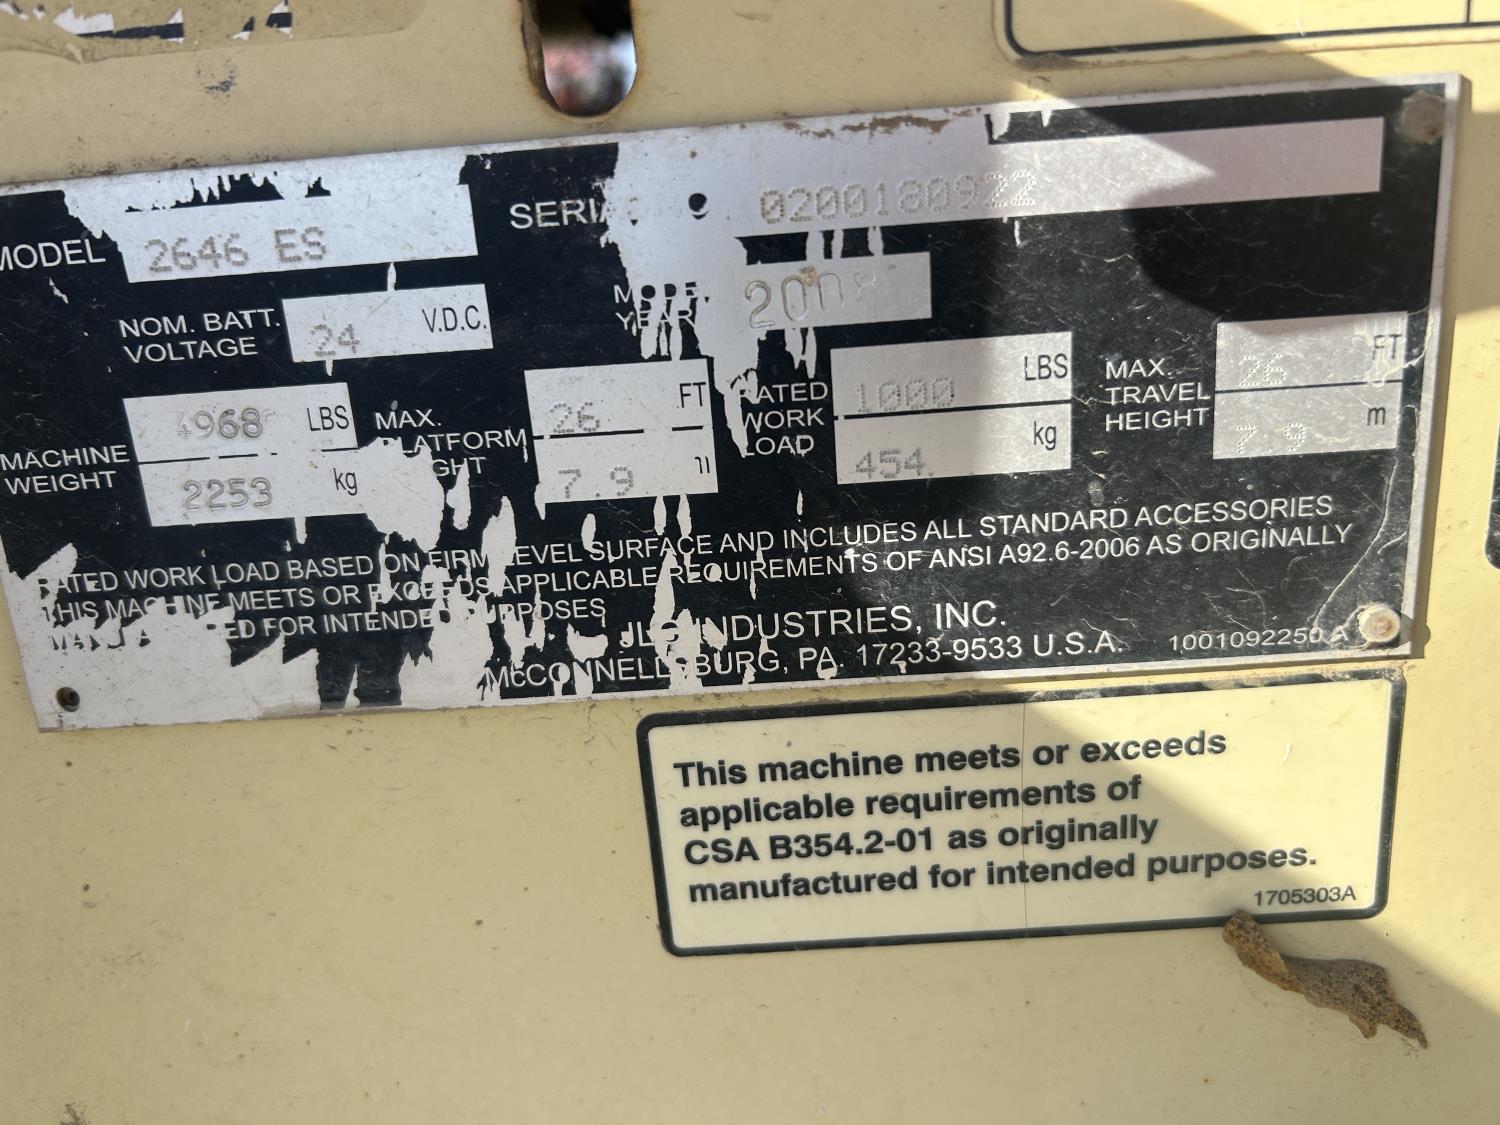 MODEL 2646 ES
SERI 0200180922
NOM. BATT. VOLTAGE 24 V.D.C.
MODEL YEAR 2008
MACHINE WEIGHT 4968 LBS
2253 kg
MAX. PLATFORM HEIGHT 26 FT
7.9
RATED WORK LOAD 1000 LBS
454 kg
MAX. TRAVEL HEIGHT 26 FT
7.9 m
RATED WORK LOAD BASED ON FIRM LEVEL SURFACE AND INCLUDES ALL STANDARD ACCESSORIES
THIS MACHINE MEETS OR EXCEEDS APPLICABLE REQUIREMENTS OF ANSI A92.6-2006 AS ORIGINALLY
MANUFACTURED FOR INTENDED PURPOSES
JLG INDUSTRIES, INC.
McCONNELLSBURG, PA. 17233-9533 U.S.A.
1001092250 A
This machine meets or exceeds
applicable requirements of
CSA B354.2-01 as originally
manufactured for intended purposes.
1705303A